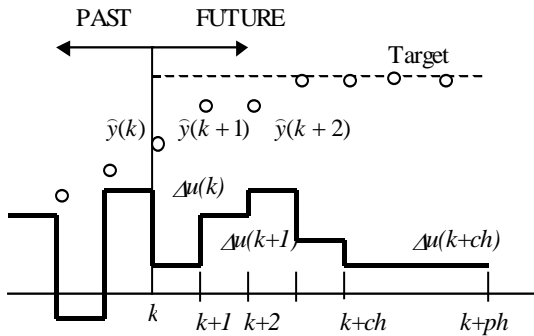 PAST FUTURE
Target
ŷ(k) ŷ(k + 1) ŷ(k + 2)
Δu(k)
Δu(k+1) Δu(k+ch)
k k+1 k+2 k+ch k+ph